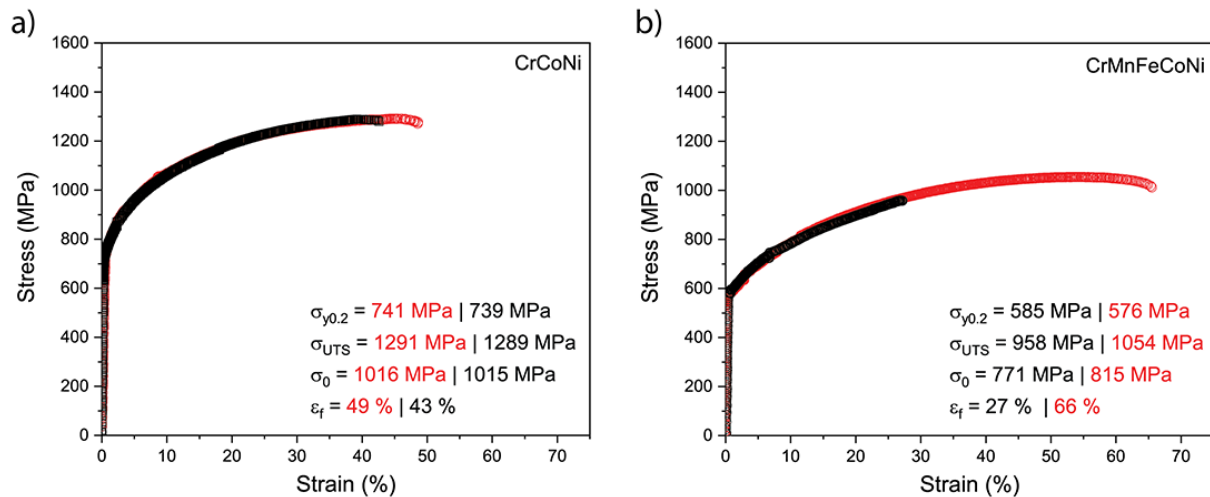 a)
CrCoNi
Stress (MPa)
1600
1400
1200
1000
800
600
400
200
0
σy0.2 = 741 MPa | 739 MPa
σUTS = 1291 MPa | 1289 MPa
σ0 = 1016 MPa | 1015 MPa
εf = 49 % | 43 %
0 10 20 30 40 50 60 70
Strain (%)
b)
CrMnFeCoNi
Stress (MPa)
1600
1400
1200
1000
800
600
400
200
0
σy0.2 = 585 MPa | 576 MPa
σUTS = 958 MPa | 1054 MPa
σ0 = 771 MPa | 815 MPa
εf = 27 % | 66 %
0 10 20 30 40 50 60 70
Strain (%)